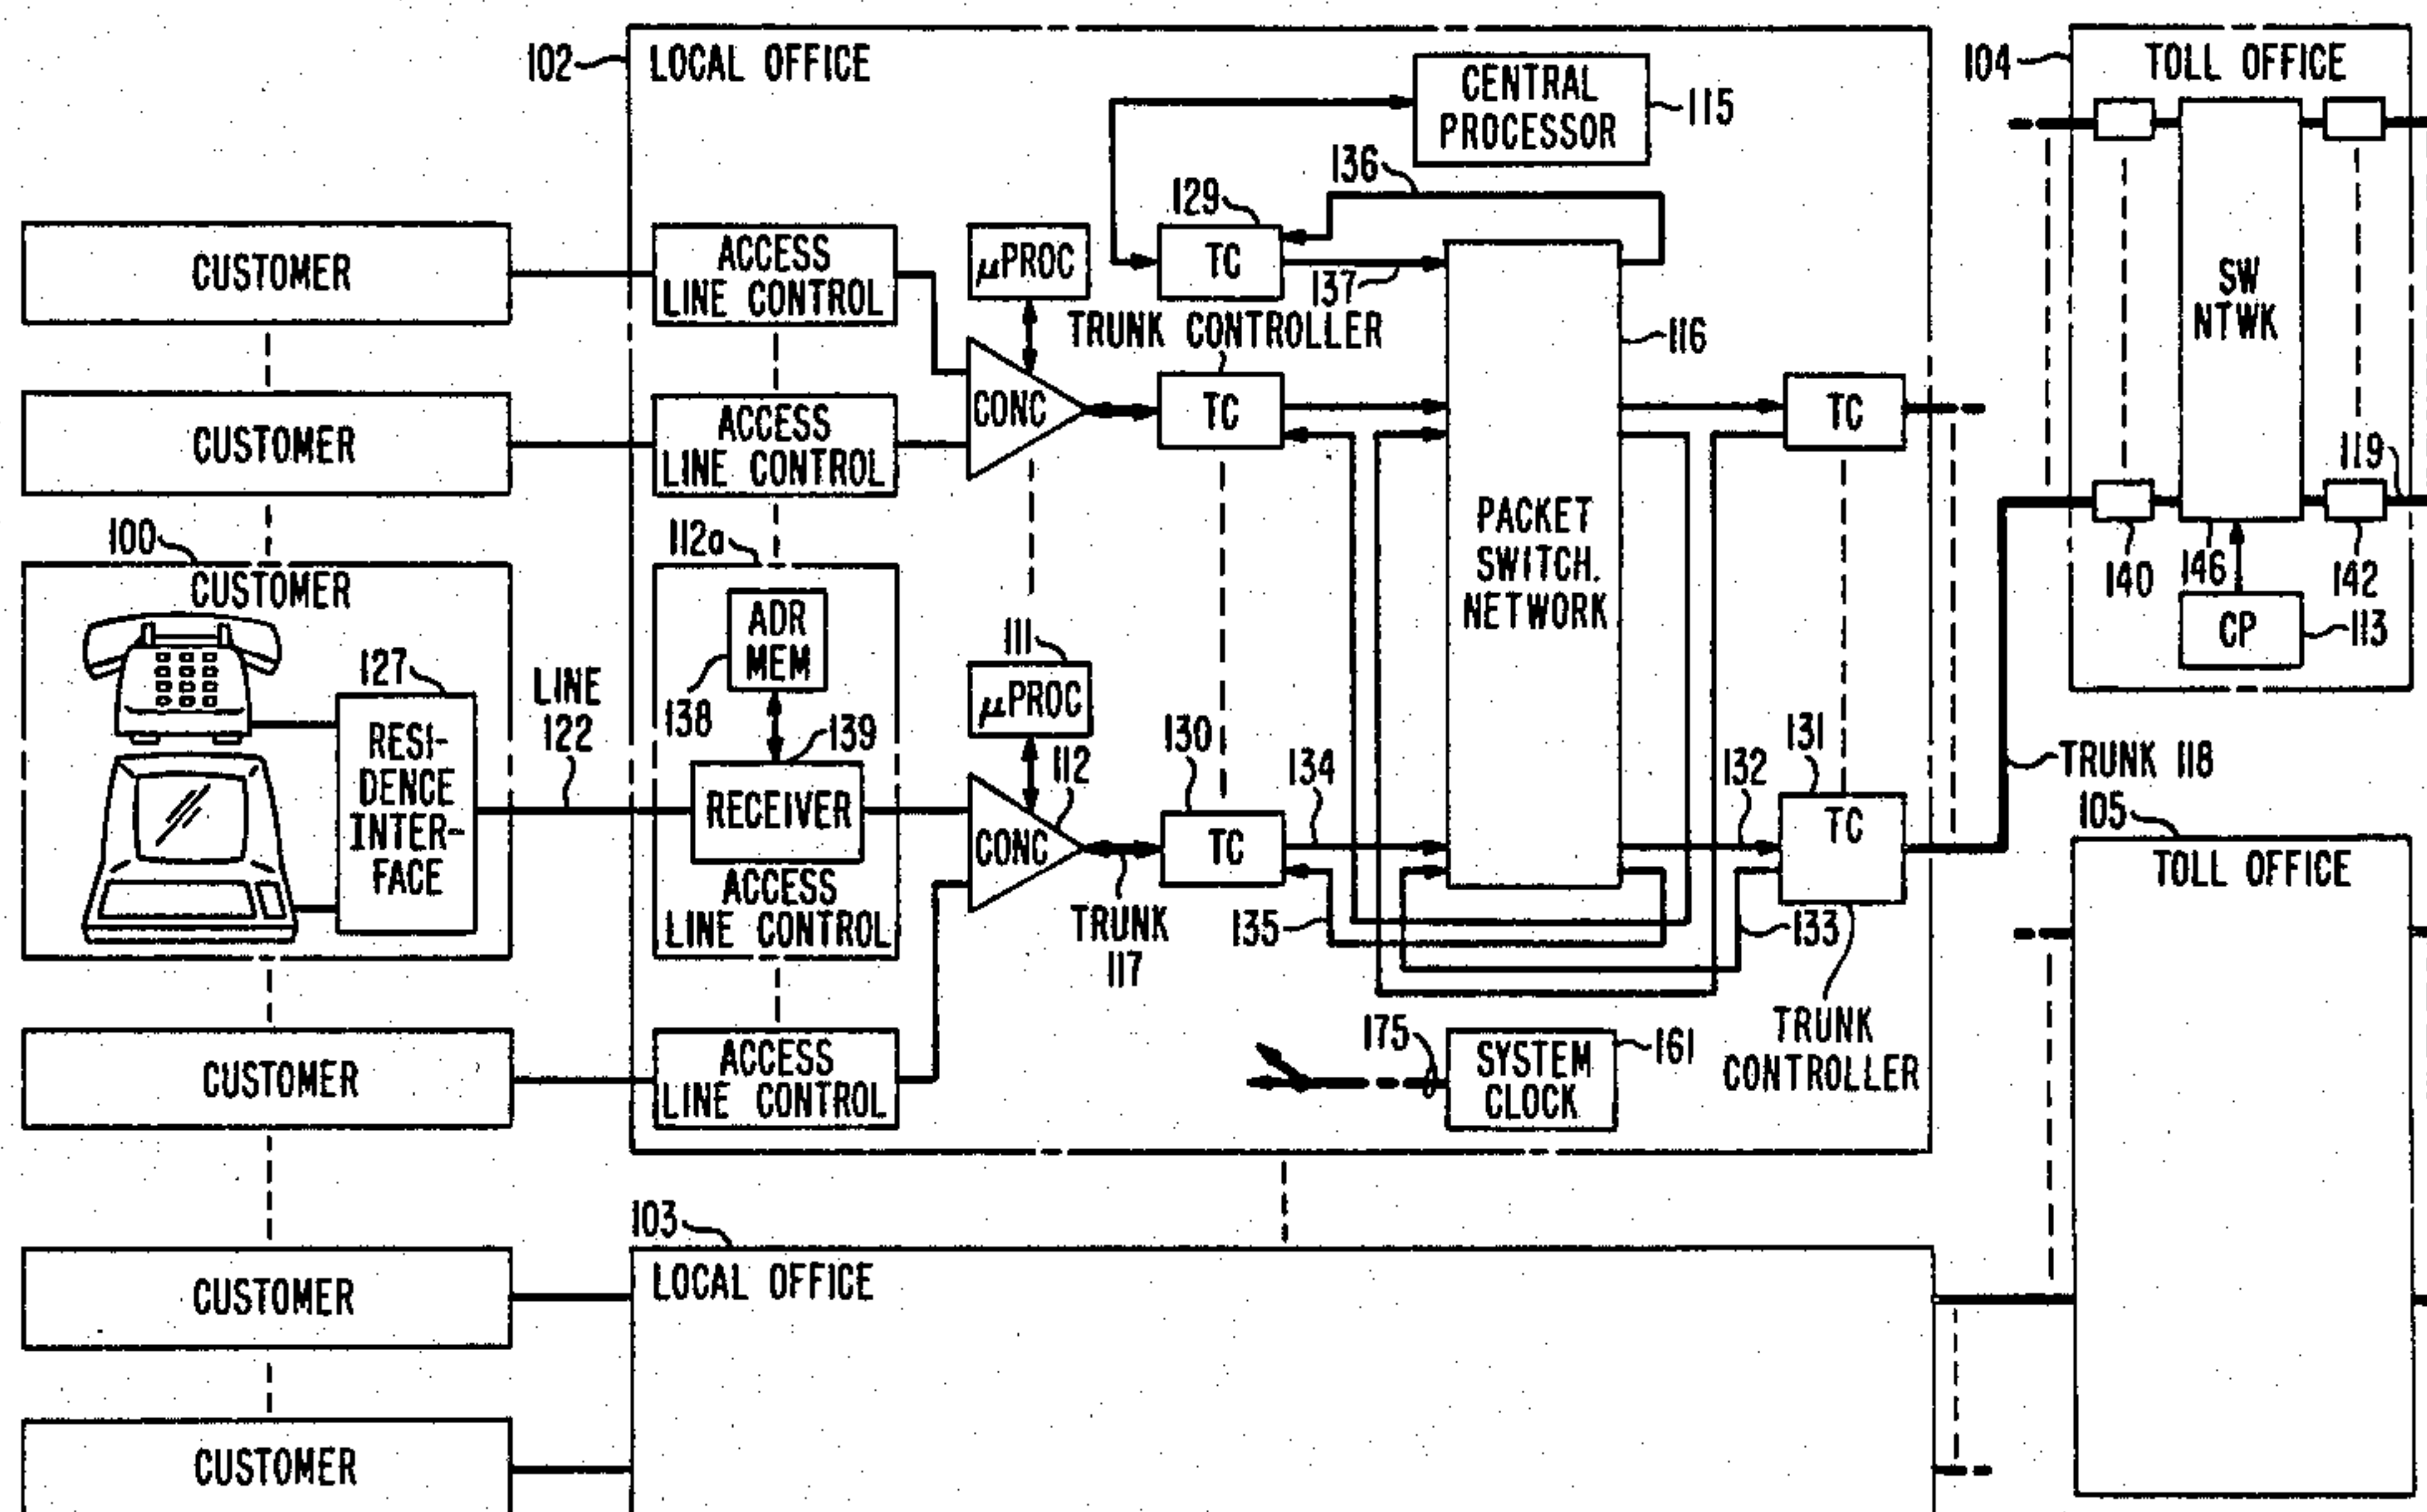 102
LOCAL OFFICE
CENTRAL
PROCESSOR
115
104
TOLL OFFICE
136
129
TC
137
μPROC
CUSTOMER
ACCESS
LINE CONTROL
TRUNK CONTROLLER
116
SW
NTWK
CUSTOMER
ACCESS
LINE CONTROL
CONC
TC
TC
119
PACKET
SWITCH.
NETWORK
140
146
142
CP
113
100
CUSTOMER
127
RESI-
DENCE
INTER-
FACE
LINE
122
112a
ADR
MEM
138
139
RECEIVER
ACCESS
LINE CONTROL
111
μPROC
112
CONC
TRUNK
117
130
TC
134
135
132
131
TC
133
TRUNK
CONTROLLER
TRUNK 118
105
TOLL OFFICE
CUSTOMER
ACCESS
LINE CONTROL
175
SYSTEM
CLOCK
161
103
LOCAL OFFICE
CUSTOMER
CUSTOMER